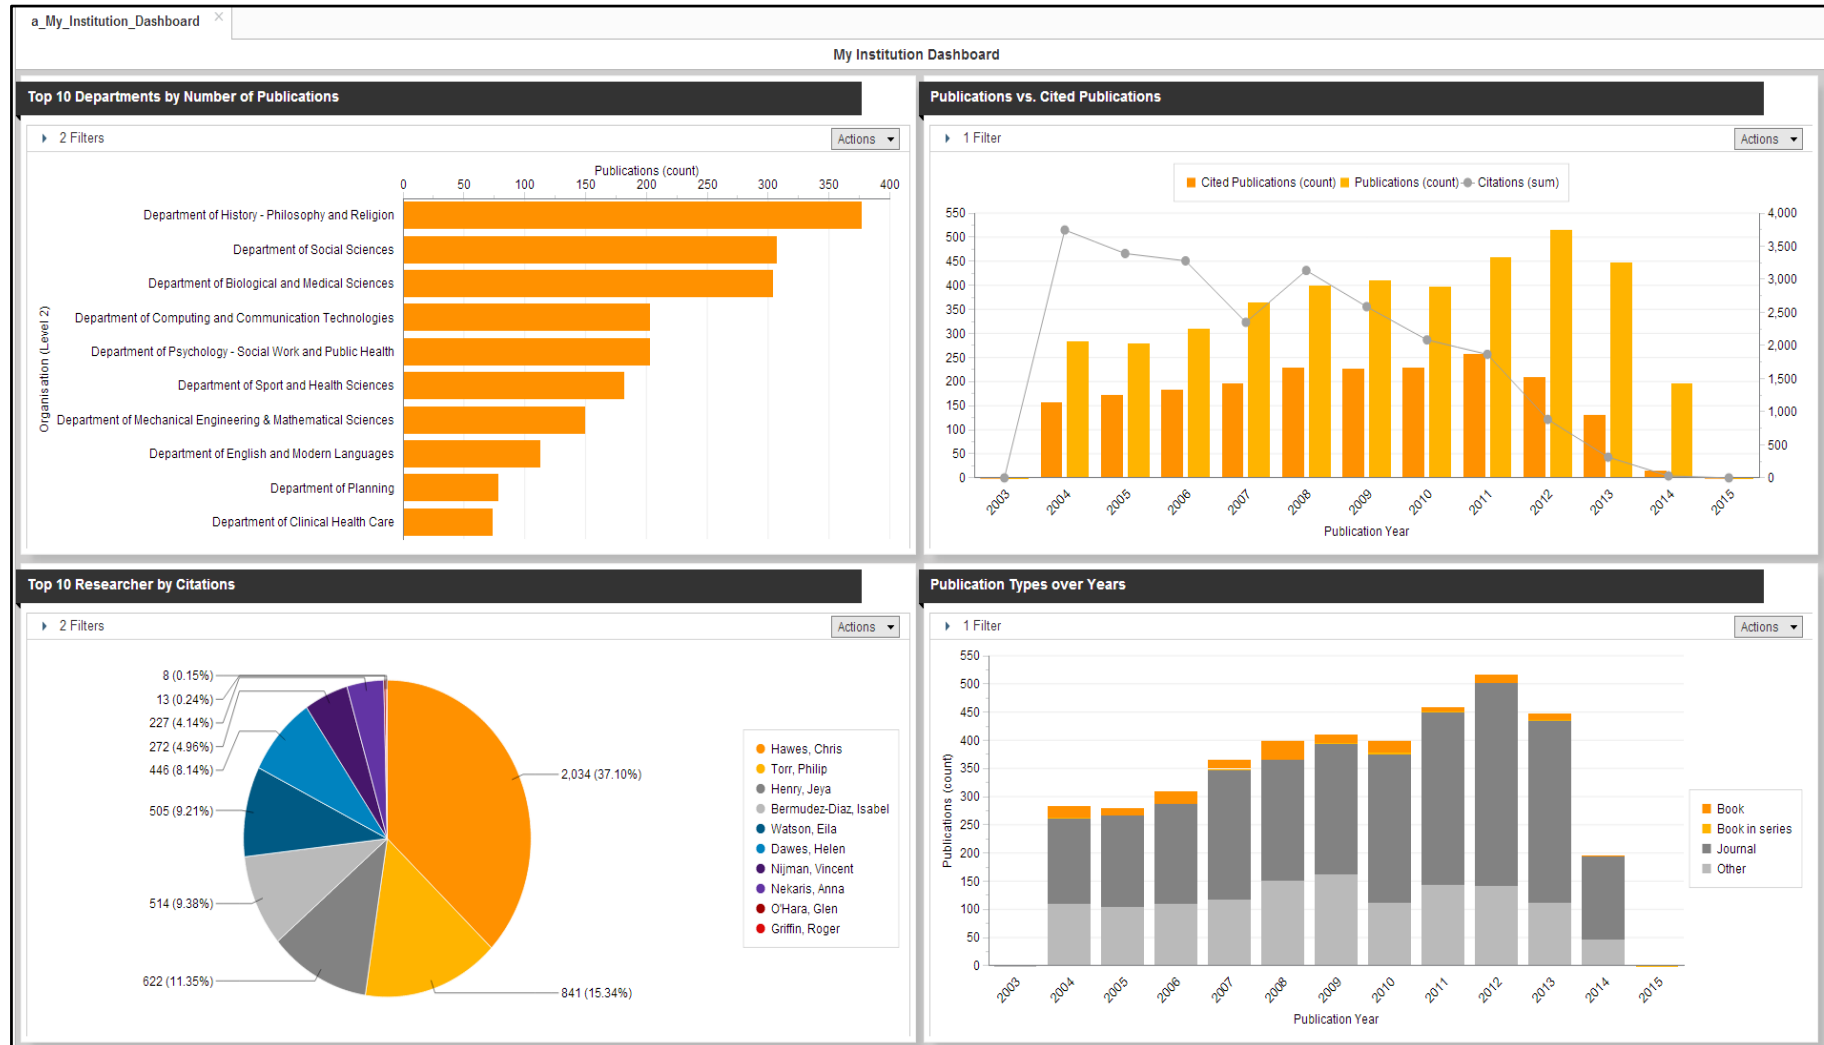 a_My_Institution_Dashboard
My Institution Dashboard
Top 10 Departments by Number of Publications
2 Filters
Actions
Publications (count)
0 50 100 150 200 250 300 350 400
Organisation (Level 2)
Department of History - Philosophy and Religion
Department of Social Sciences
Department of Biological and Medical Sciences
Department of Computing and Communication Technologies
Department of Psychology - Social Work and Public Health
Department of Sport and Health Sciences
Department of Mechanical Engineering & Mathematical Sciences
Department of English and Modern Languages
Department of Planning
Department of Clinical Health Care
Publications vs. Cited Publications
1 Filter
Actions
Cited Publications (count) Publications (count) Citations (sum)
550 4,000
500 3,500
450
400 3,000
350 2,500
300 2,000
250
200 1,500
150 1,000
100
50 500
0 0
2003 2004 2005 2006 2007 2008 2009 2010 2011 2012 2013 2014 2015
Publication Year
Top 10 Researcher by Citations
2 Filters
Actions
8 (0.15%)
13 (0.24%)
227 (4.14%)
272 (4.96%)
446 (8.14%)
505 (9.21%)
514 (9.38%)
622 (11.35%)
2,034 (37.10%)
841 (15.34%)
Hawes, Chris
Torr, Philip
Henry, Jeya
Bermudez-Diaz, Isabel
Watson, Eila
Dawes, Helen
Nijman, Vincent
Nekaris, Anna
O'Hara, Glen
Griffin, Roger
Publication Types over Years
1 Filter
Actions
Publications (count)
550
500
450
400
350
300
250
200
150
100
50
0
2003 2004 2005 2006 2007 2008 2009 2010 2011 2012 2013 2014 2015
Publication Year
Book
Book in series
Journal
Other